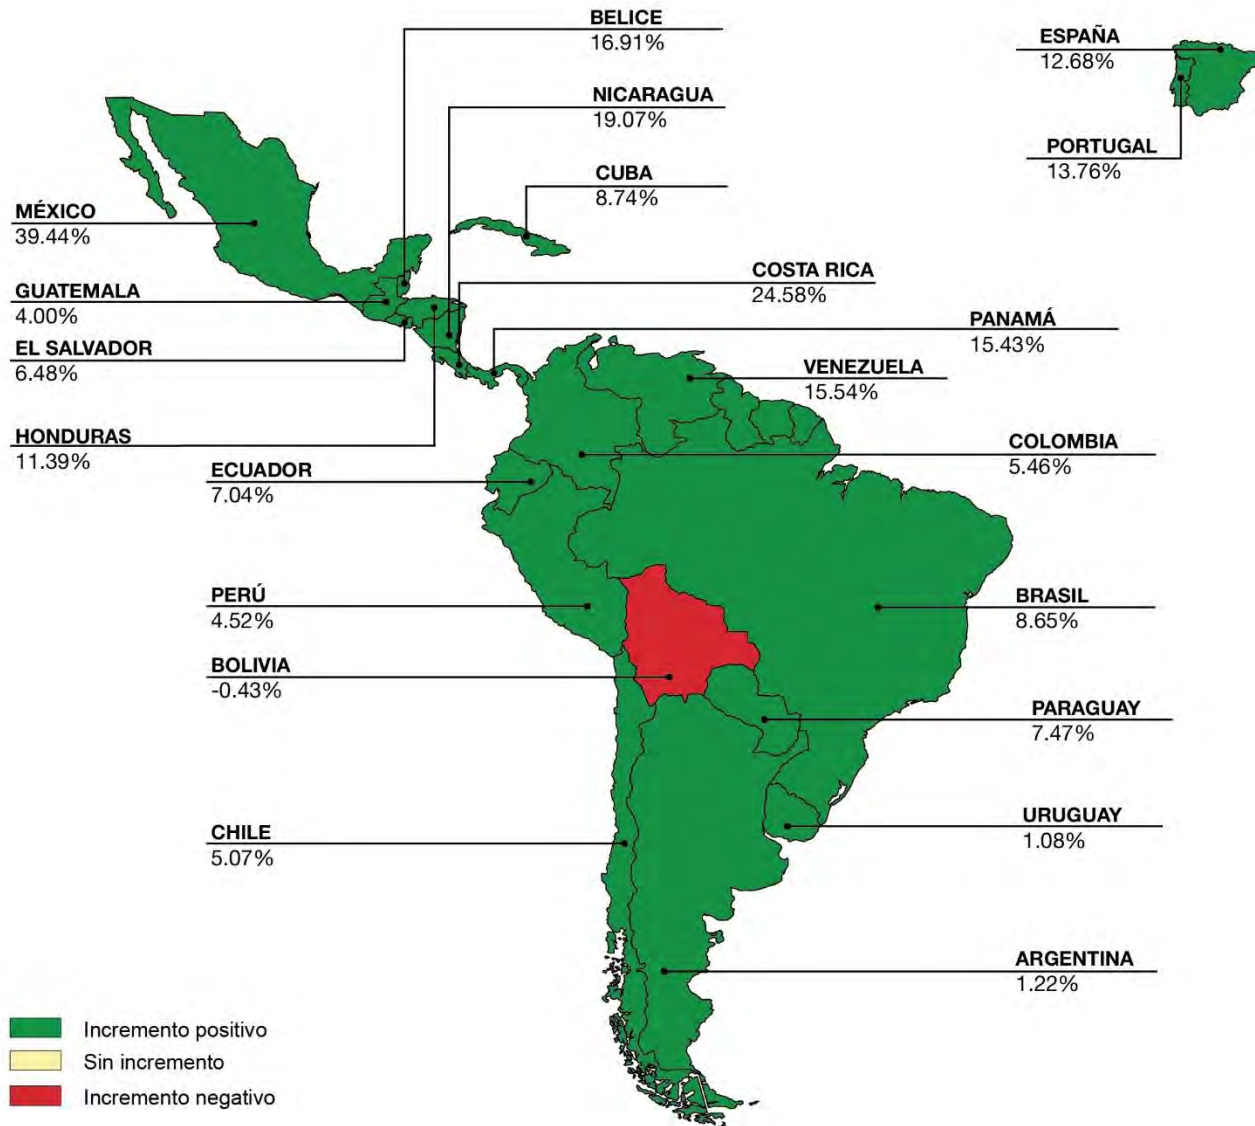 BELICE
16.91%
ESPAÑA
12.68%
NICARAGUA
19.07%
PORTUGAL
13.76%
CUBA
8.74%
MÉXICO
39.44%
COSTA RICA
24.58%
GUATEMALA
4.00%
PANAMÁ
15.43%
EL SALVADOR
6.48%
VENEZUELA
15.54%
HONDURAS
11.39%
COLOMBIA
5.46%
ECUADOR
7.04%
PERÚ
4.52%
BRASIL
8.65%
BOLIVIA
-0.43%
PARAGUAY
7.47%
CHILE
5.07%
URUGUAY
1.08%
ARGENTINA
1.22%
Incremento positivo
Sin incremento
Incremento negativo